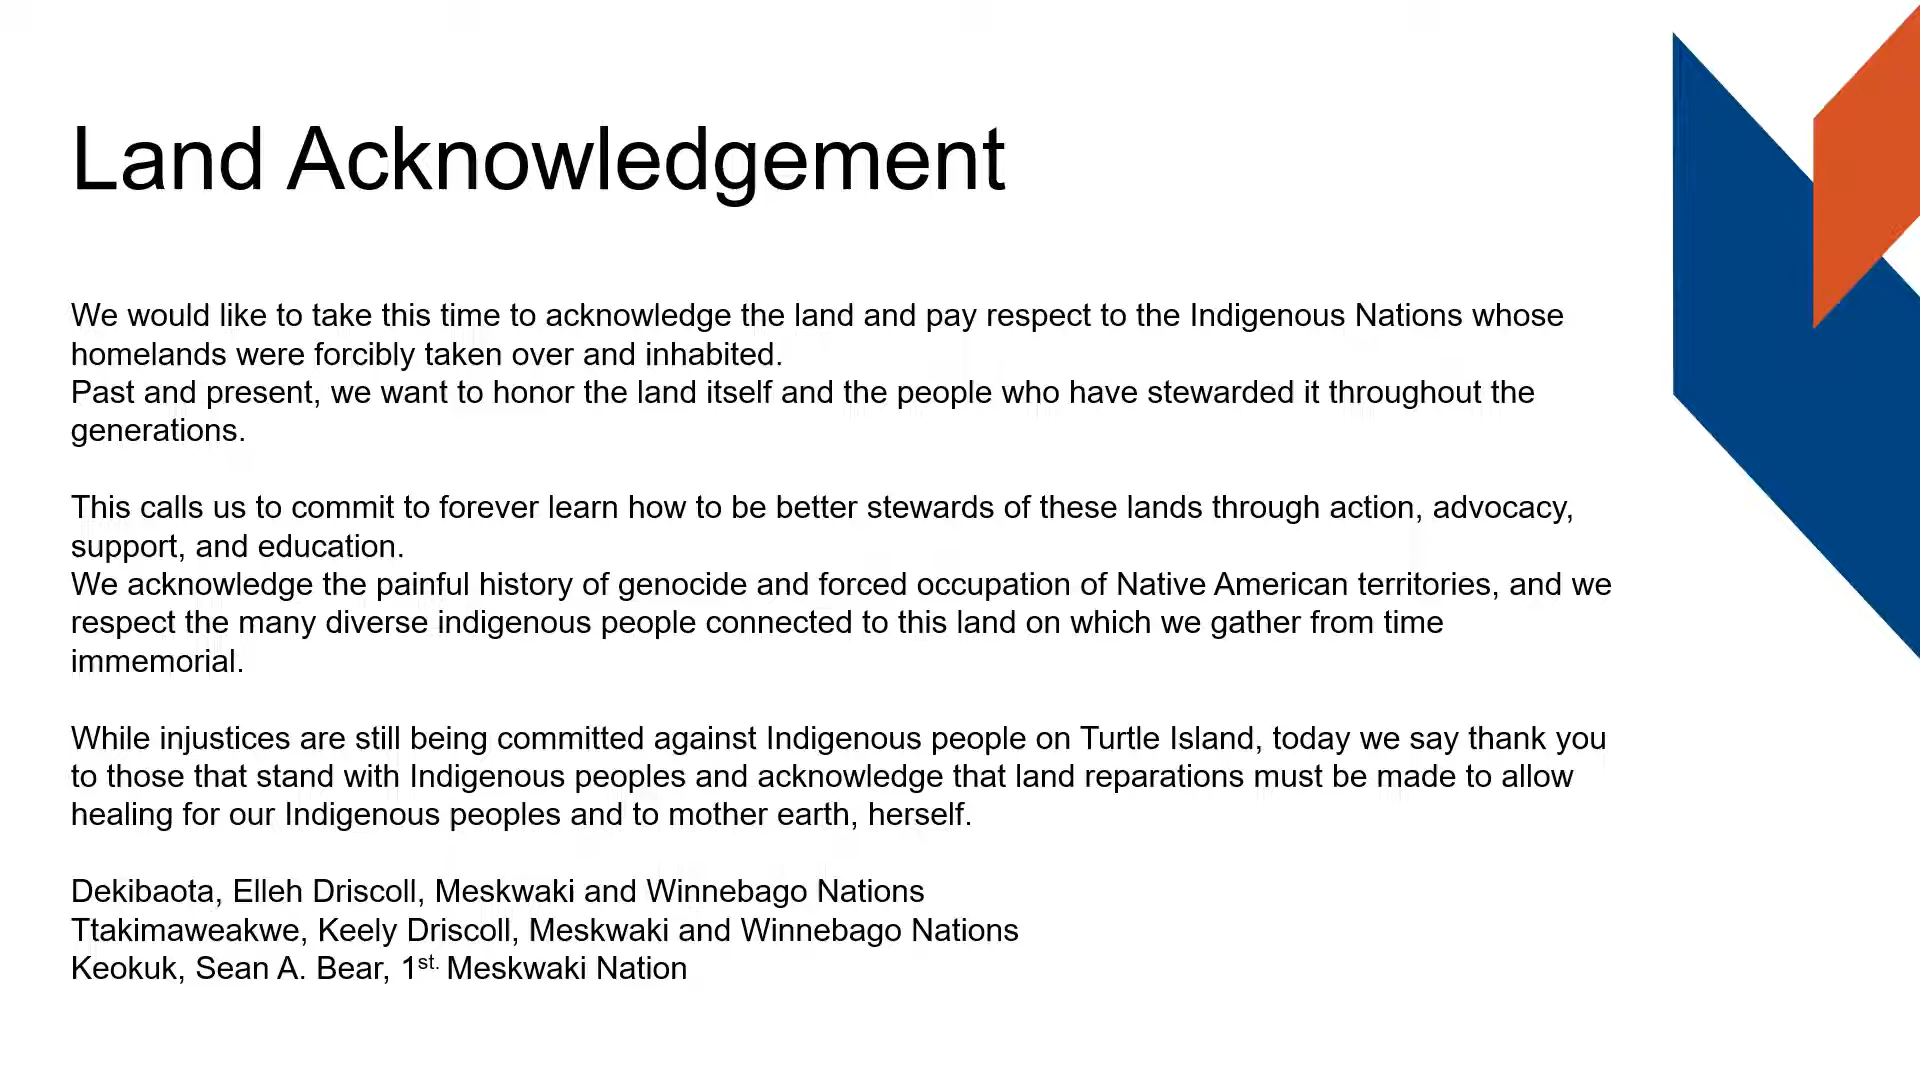 Land Acknowledgement
We would like to take this time to acknowledge the land and pay respect to the Indigenous Nations whose
homelands were forcibly taken over and inhabited.
Past and present, we want to honor the land itself and the people who have stewarded it throughout the
generations.
This calls us to commit to forever learn how to be better stewards of these lands through action, advocacy,
support, and education.
We acknowledge the painful history of genocide and forced occupation of Native American territories, and we
respect the many diverse indigenous people connected to this land on which we gather from time
immemorial.
While injustices are still being committed against Indigenous people on Turtle Island, today we say thank you
to those that stand with Indigenous peoples and acknowledge that land reparations must be made to allow
healing for our Indigenous peoples and to mother earth, herself.
Dekibaota, Elleh Driscoll, Meskwaki and Winnebago Nations
Ttakimaweakwe, Keely Driscoll, Meskwaki and Winnebago Nations
Keokuk, Sean A. Bear, 1st. Meskwaki Nation